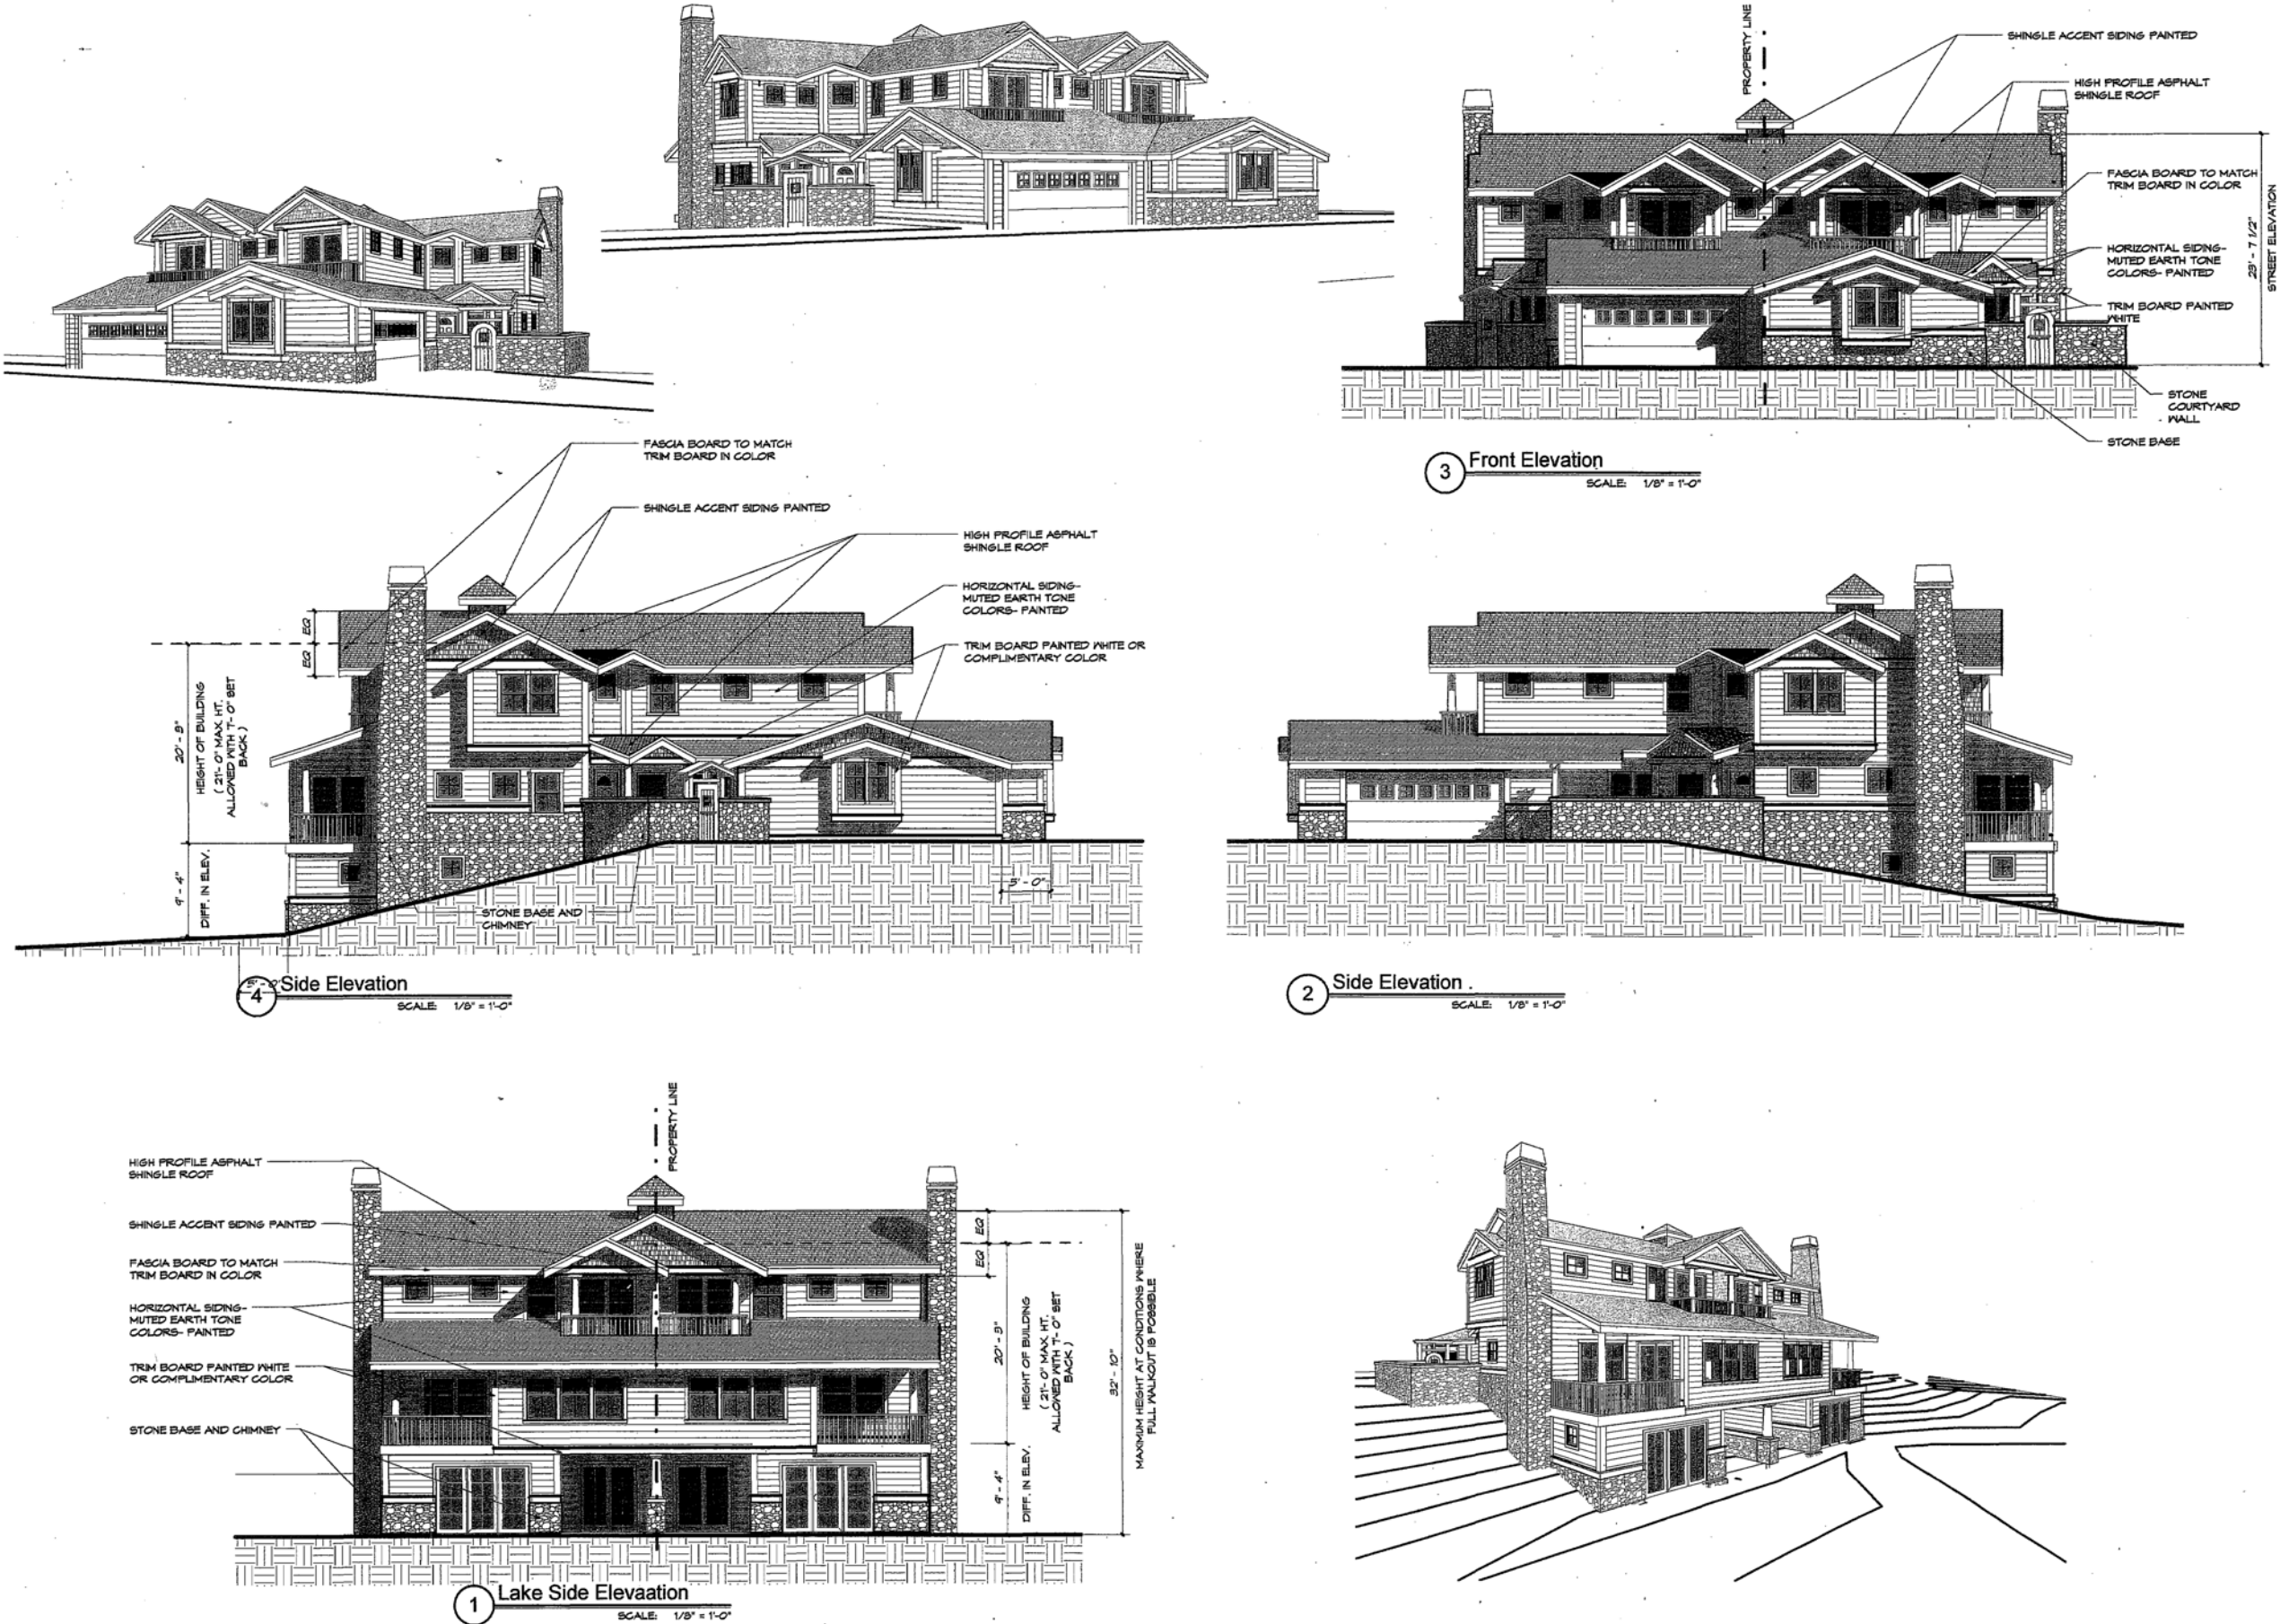 PROPERTY LINE
SHINGLE ACCENT SIDING PAINTED
HIGH PROFILE ASPHALT
SHINGLE ROOF
FASCIA BOARD TO MATCH
TRIM BOARD IN COLOR
HORIZONTAL SIDING-
MUTED EARTH TONE
COLORS- PAINTED
TRIM BOARD PAINTED
WHITE
23' - 7 1/2"
STREET ELEVATION
STONE
COURTYARD
WALL
STONE BASE
3 Front Elevation
SCALE: 1/8" = 1'-0"
FASCIA BOARD TO MATCH
TRIM BOARD IN COLOR
SHINGLE ACCENT SIDING PAINTED
HIGH PROFILE ASPHALT
SHINGLE ROOF
HORIZONTAL SIDING-
MUTED EARTH TONE
COLORS- PAINTED
TRIM BOARD PAINTED WHITE OR
COMPLIMENTARY COLOR
EQ
EQ
20' - 9"
HEIGHT OF BUILDING
( 21'- 0" MAX. HT.
ALLOWED WITH 7'- 0" SET
BACK )
9' - 4"
DIFF. IN ELEV.
5' - 0"
STONE BASE AND
CHIMNEY
4 Side Elevation
SCALE: 1/8" = 1'-0"
2 Side Elevation .
SCALE: 1/8" = 1'-0"
PROPERTY LINE
HIGH PROFILE ASPHALT
SHINGLE ROOF
SHINGLE ACCENT SIDING PAINTED
FASCIA BOARD TO MATCH
TRIM BOARD IN COLOR
HORIZONTAL SIDING-
MUTED EARTH TONE
COLORS- PAINTED
TRIM BOARD PAINTED WHITE
OR COMPLIMENTARY COLOR
STONE BASE AND CHIMNEY
EQ
EQ
20' - 9"
HEIGHT OF BUILDING
( 21'- 0" MAX. HT.
ALLOWED WITH 7'- 0" SET
BACK )
9' - 4"
DIFF. IN ELEV.
32' - 10"
MAXIMUM HEIGHT AT CONDITIONS WHERE
FULL WALKOUT IS POSSIBLE
1 Lake Side Elevaation
SCALE: 1/8" = 1'-0"